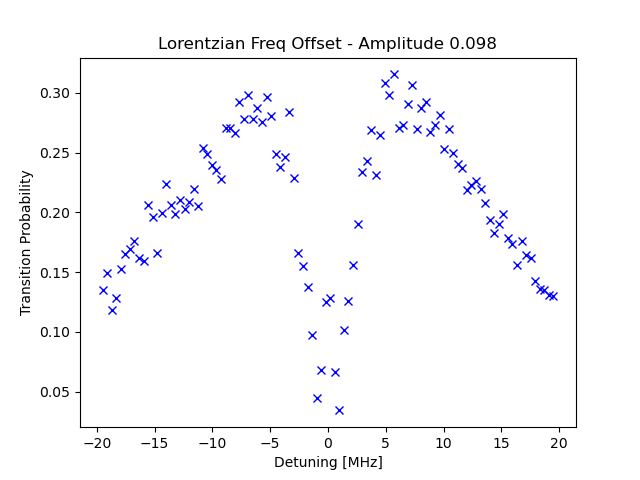 Lorentzian Freq Offset - Amplitude 0.098
Transition Probability
0.30
0.25
0.20
0.15
0.10
0.05
−20 −15 −10 −5 0 5 10 15 20
Detuning [MHz]